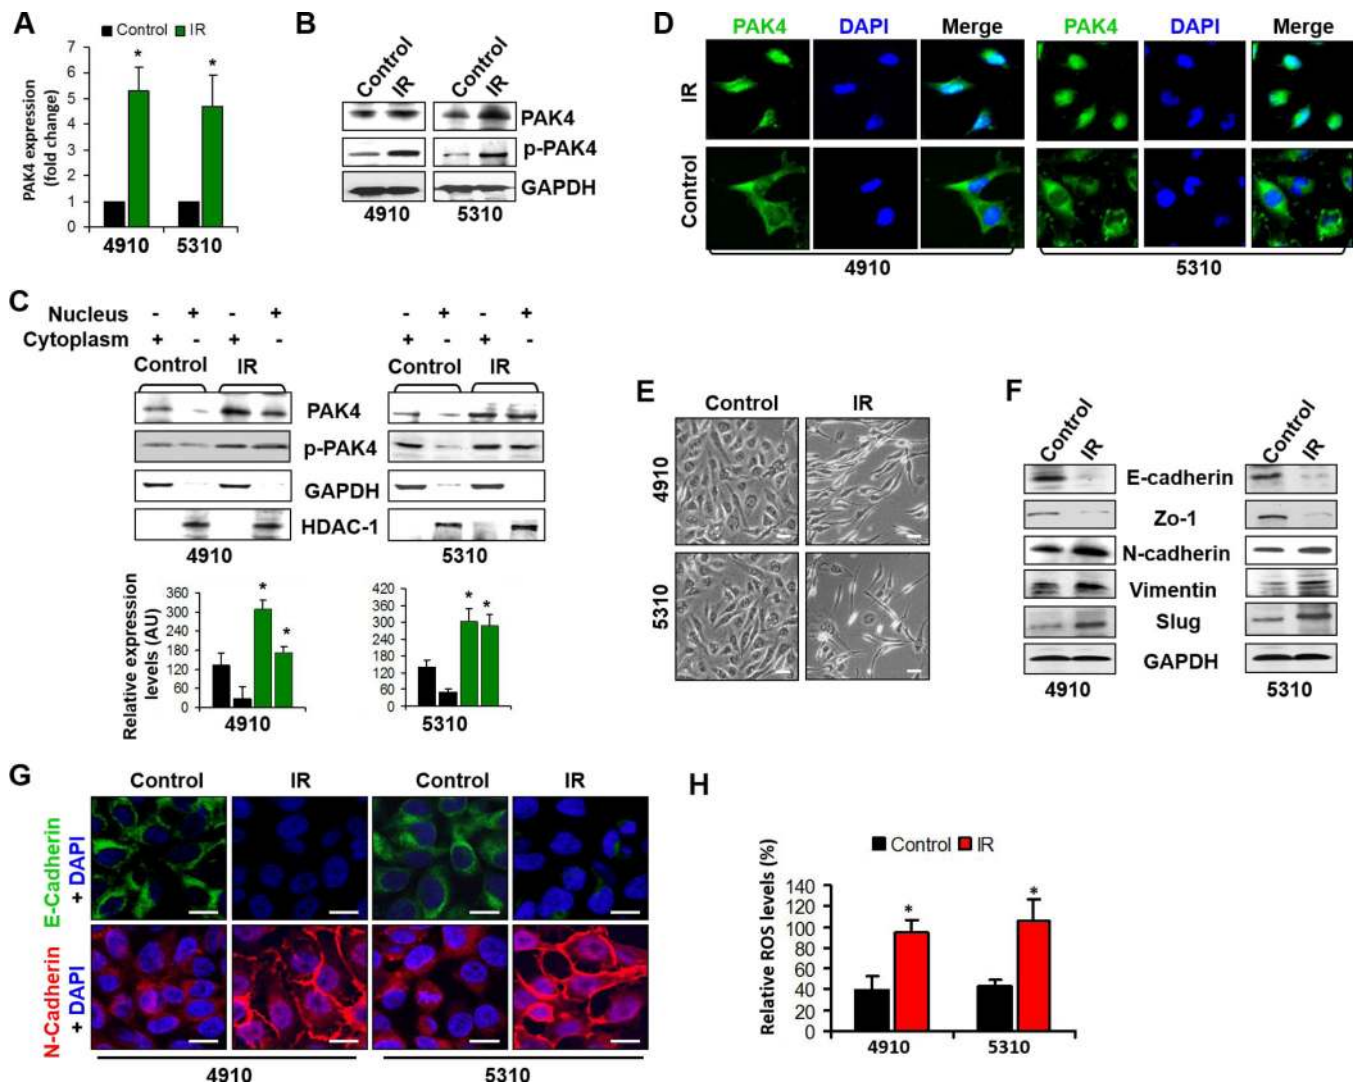 A
Control IR
PAK4 expression
(fold change)
7
6
5
4
3
2
1
0
* *
4910 5310
B
Control IR Control IR
PAK4
p-PAK4
GAPDH
4910 5310
C
Nucleus - + - + - + - +
Cytoplasm + - + - + - + -
Control IR Control IR
PAK4
p-PAK4
GAPDH
HDAC-1
4910 5310
Relative expression
levels (AU)
360
300
240
180
120
60
0
* *
4910
420
360
300
240
180
120
60
0
* *
5310
D
PAK4 DAPI Merge PAK4 DAPI Merge
IR
Control
4910 5310
E
Control IR
4910
5310
F
Control IR Control IR
E-cadherin
Zo-1
N-cadherin
Vimentin
Slug
GAPDH
4910 5310
G
Control IR Control IR
E-Cadherin
+ DAPI
N-Cadherin
+ DAPI
4910 5310
H
Control IR
Relative ROS levels (%)
140
120
100
80
60
40
20
0
* *
4910 5310